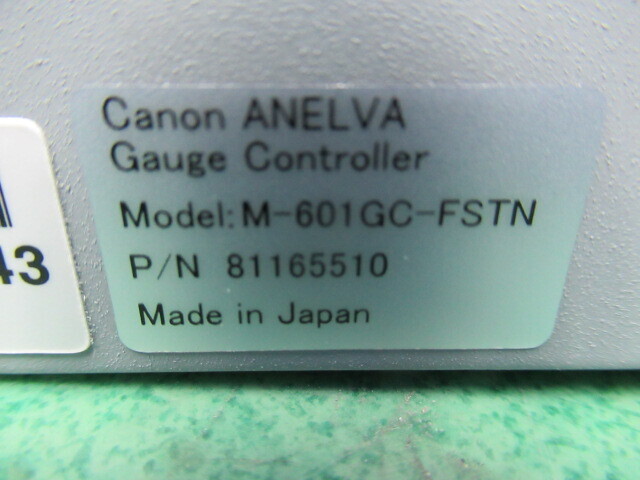 Canon ANELVA
Gauge Controller
Model: M-601GC-FSTN
P/N 81165510
Made in Japan
43